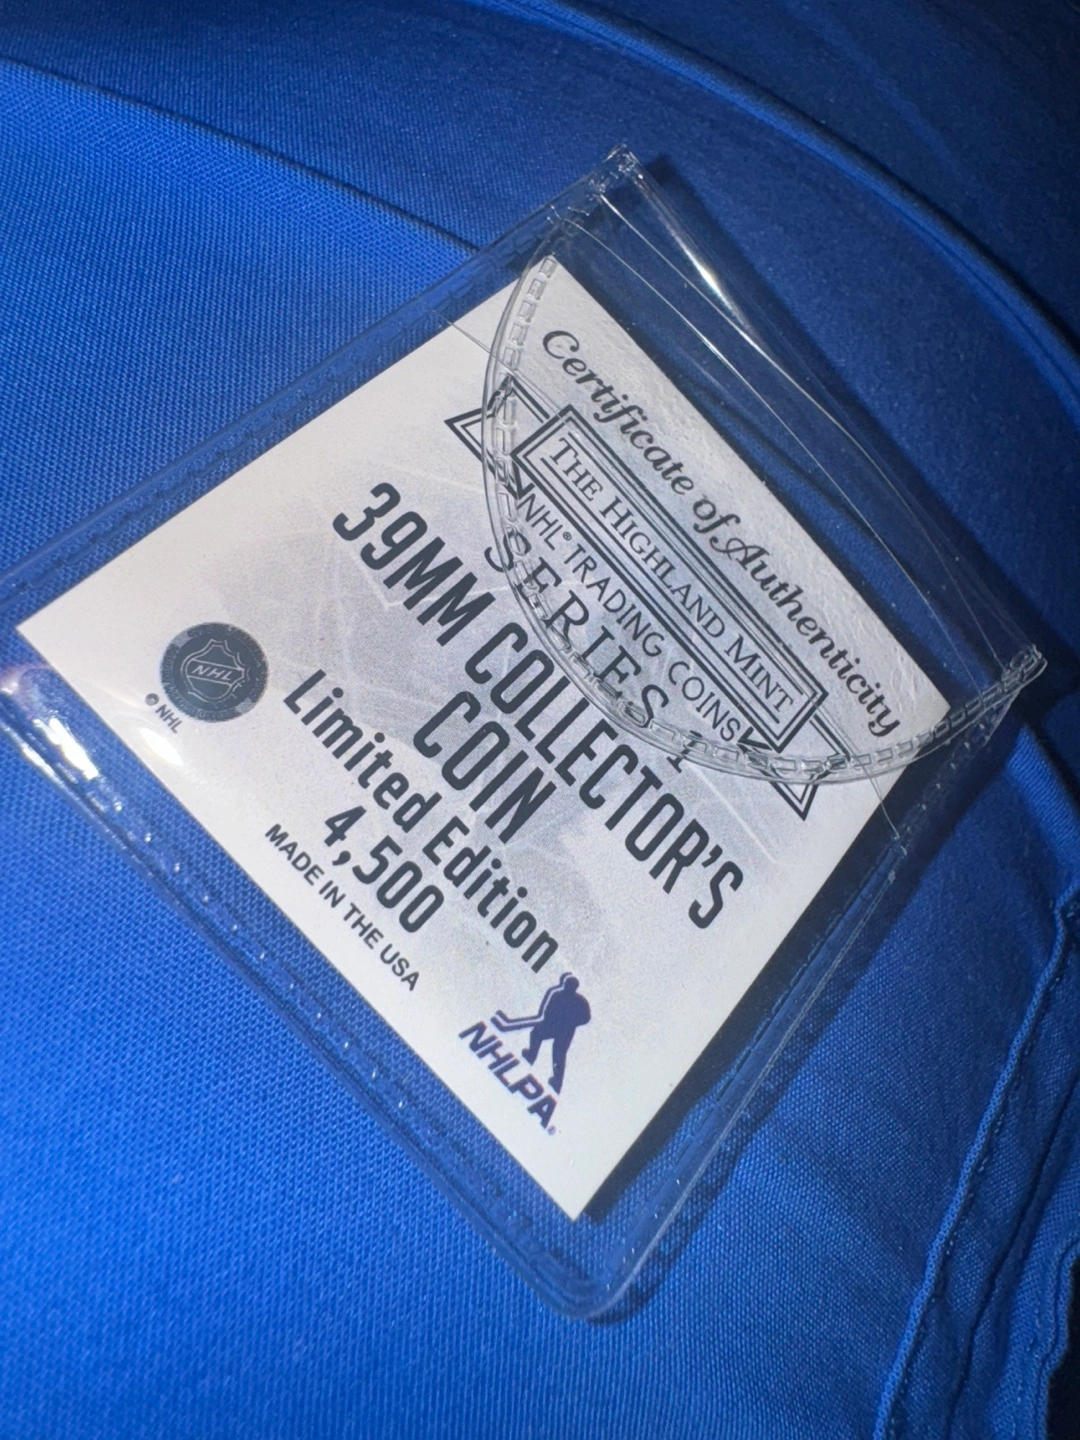 Certificate of Authenticity
THE HIGHLAND MINT
NHL® TRADING COINS
SERIES 1
39MM COLLECTOR'S
COIN
Limited Edition
4,500
MADE IN THE USA
NHL
© NHL
NHLPA